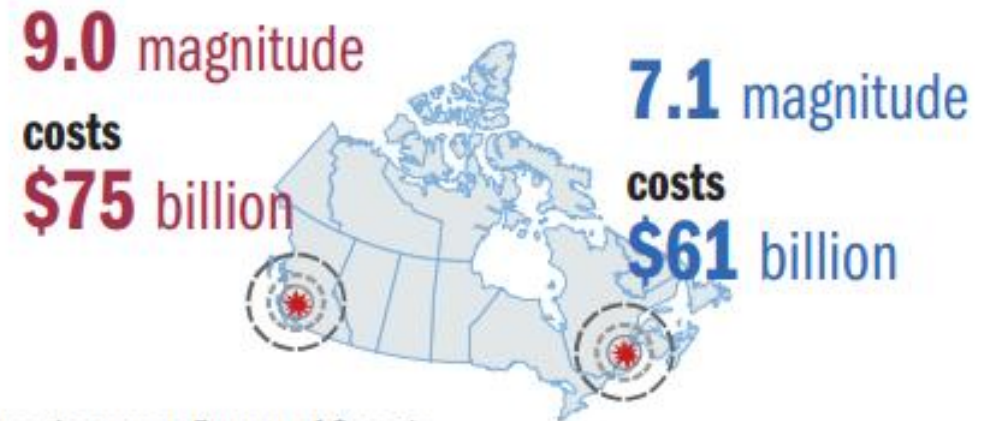 9.0 magnitude
costs
$75 billion
7.1 magnitude
costs
$61 billion